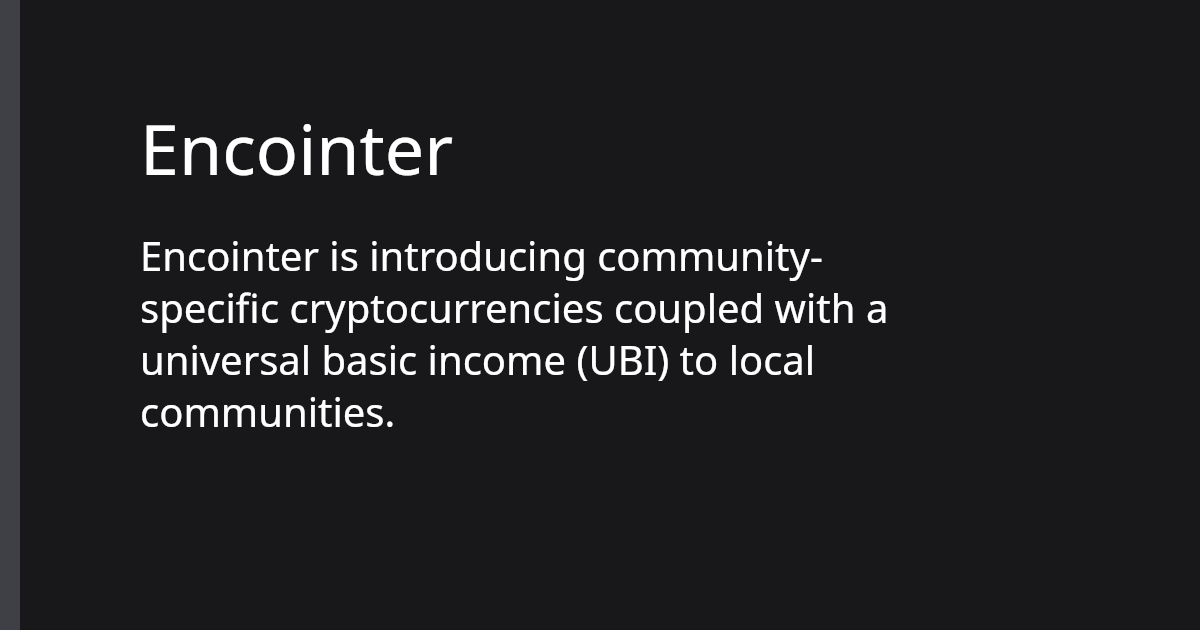 Encointer
Encointer is introducing community-
specific cryptocurrencies coupled with a
universal basic income (UBI) to local
communities.